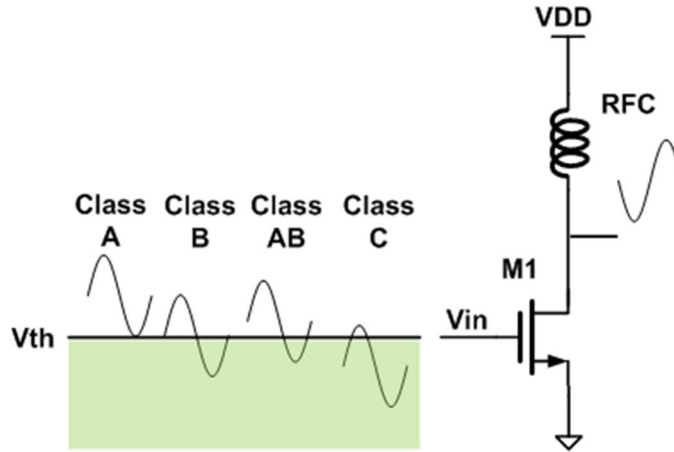 VDD
RFC
Class Class Class Class
A B AB C
M1
Vth
Vin